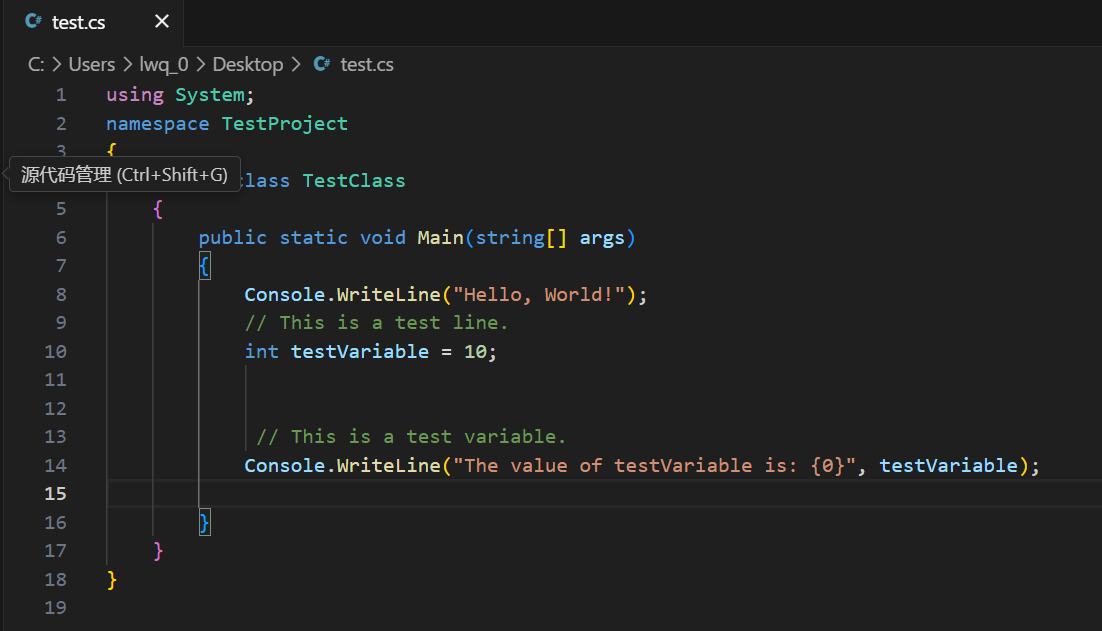 test.cs
C: > Users > lwq_0 > Desktop > test.cs
1 using System;
2 namespace TestProject
3 {
源代码管理 (Ctrl+Shift+G)
class TestClass
5 {
6 public static void Main(string[] args)
7 {
8 Console.WriteLine("Hello, World!");
9 // This is a test line.
10 int testVariable = 10;
11
12
13 // This is a test variable.
14 Console.WriteLine("The value of testVariable is: {0}", testVariable);
15
16 }
17 }
18 }
19